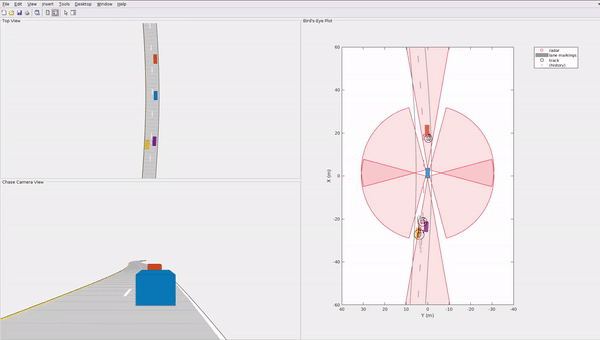 File Edit View Insert Tools Desktop Window Help
Top View
Bird's-Eye Plot
60
40
20
0
-20
-40
-60
X (m)
40 30 20 10 0 -10 -20 -30 -40
Y (m)
radar
lane markings
track
(history)
Chase Camera View